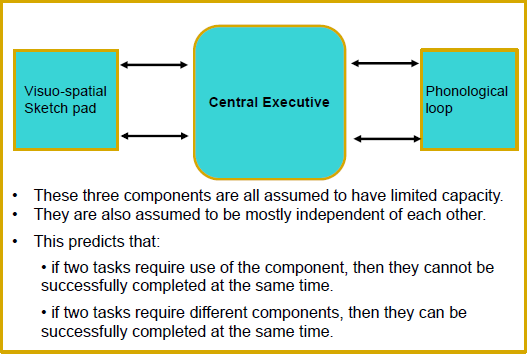 Visuo-spatial
Sketch pad
Central Executive
Phonological
loop
• These three components are all assumed to have limited capacity.
• They are also assumed to be mostly independent of each other.
• This predicts that:
• if two tasks require use of the component, then they cannot be
successfully completed at the same time.
• if two tasks require different components, then they can be
successfully completed at the same time.